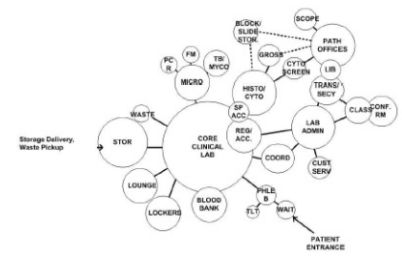 SCOPE
BLOCK/
SLIDE
STOR.
PATH
OFFICES
GROSS
FM
TB/
MYCO
PC
R
CYTO
SCREEN
LIB
MICRO
HISTO/
CYTO
TRANS/
SECY
CLASS
CONF.
RM
SP
ACC
WASTE
REG/
ACC.
LAB
ADMIN
STOR
CORE
CLINICAL
LAB
Storage Delivery,
Waste Pickup
COORD
CUST
SERV
LOUNGE
LOCKERS
BLOOD
BANK
PHLE
B
TLT
WAIT
PATIENT
ENTRANCE